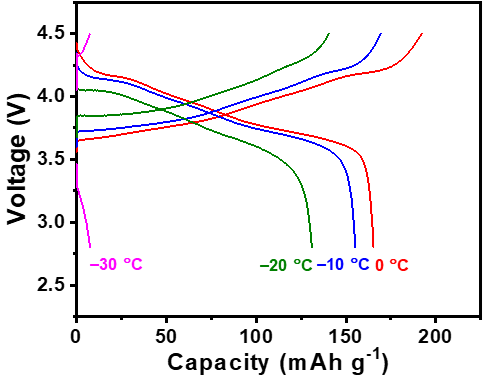 4.5
4.0
3.5
3.0
2.5
Voltage (V)
–30 °C
–20 °C
–10 °C
0 °C
0
50
100
150
200
Capacity (mAh g⁻¹)